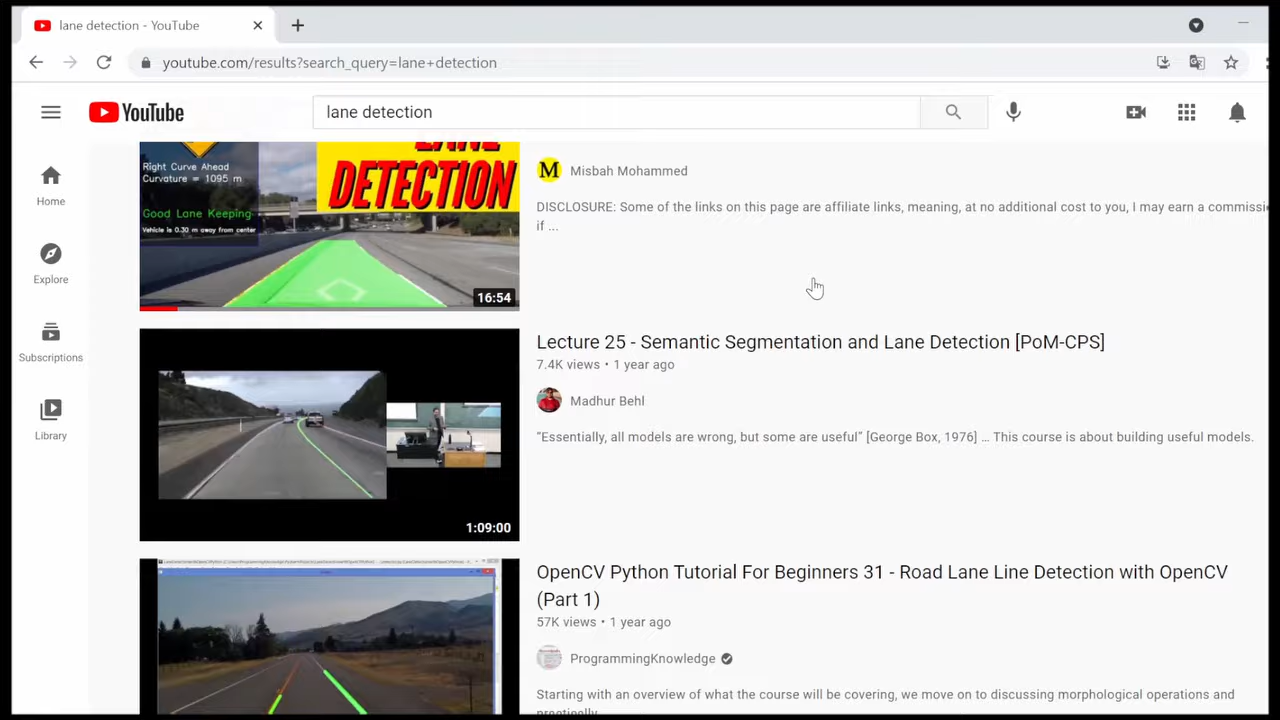 lane detection - YouTube
youtube.com/results?search_query=lane+detection
YouTube
lane detection
Home
Explore
Subscriptions
Library
LANE
DETECTION
Right Curve Ahead
Curvature = 1095 m
Good Lane Keeping
Vehicle is 0.30 m away from center
16:54
M Misbah Mohammed
DISCLOSURE: Some of the links on this page are affiliate links, meaning, at no additional cost to you, I may earn a commissi
if ...
Lecture 25 - Semantic Segmentation and Lane Detection [PoM-CPS]
7.4K views • 1 year ago
Madhur Behl
“Essentially, all models are wrong, but some are useful” [George Box, 1976] ... This course is about building useful models.
1:09:00
OpenCV Python Tutorial For Beginners 31 - Road Lane Line Detection with OpenCV
(Part 1)
57K views • 1 year ago
ProgrammingKnowledge
Starting with an overview of what the course will be covering, we move on to discussing morphological operations and
practically